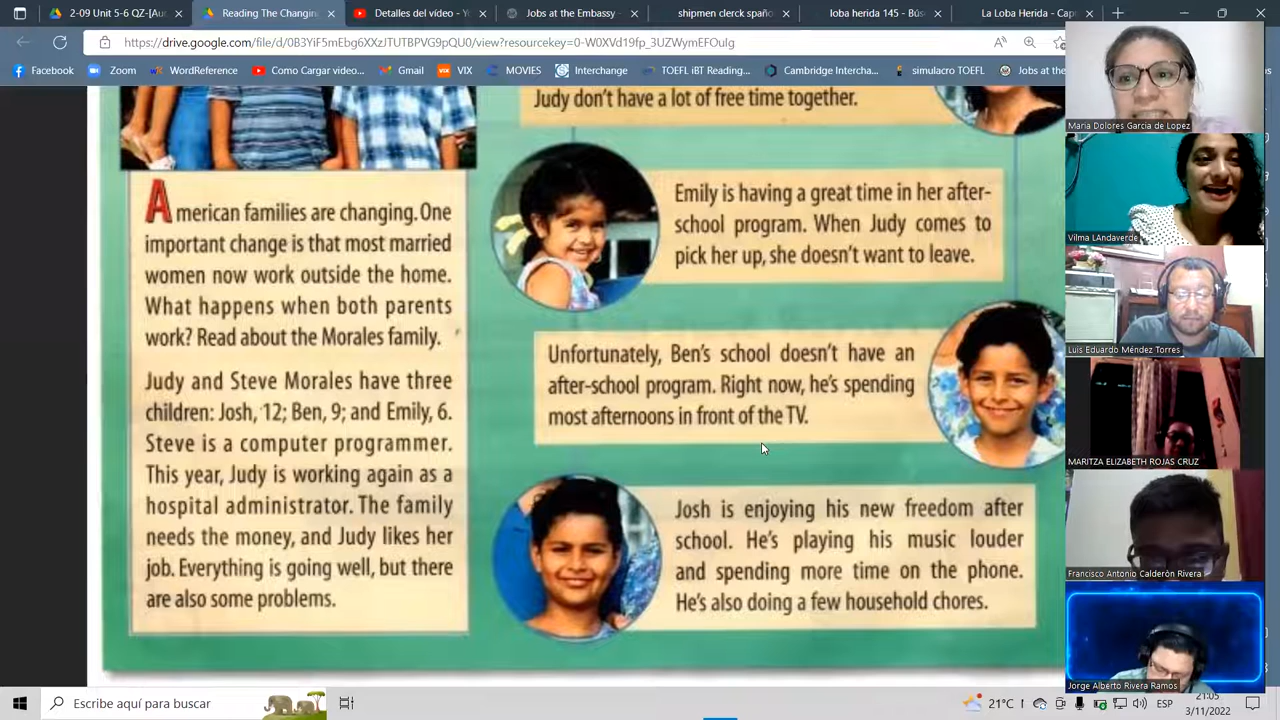 2-09 Unit 5-6 QZ-[Au
Reading The Changin
Detalles del video - Y
Jobs at the Embassy -
shipmen clerck españo
loba herida 145 - Bús
La Loba Herida - Cap
https://drive.google.com/file/d/0B3YiF5mEbg6XXzJTUTBPVG9pQU0/view?resourcekey=0-W0XVd19fp_3UZWymEFOulg
Facebook
Zoom
WordReference
Como Cargar video...
Gmail
VIX
MOVIES
Interchange
TOEFL iBT Reading...
Cambridge Intercha...
simulacro TOEFL
Jobs at the
Judy don't have a lot of free time together.
American families are changing. One
important change is that most married
women now work outside the home.
What happens when both parents
work? Read about the Morales family.
Judy and Steve Morales have three
children: Josh, 12; Ben, 9; and Emily, 6.
Steve is a computer programmer.
This year, Judy is working again as a
hospital administrator. The family
needs the money, and Judy likes her
job. Everything is going well, but there
are also some problems.
Emily is having a great time in her after-
school program. When Judy comes to
pick her up, she doesn't want to leave.
Unfortunately, Ben's school doesn't have an
after-school program. Right now, he's spending
most afternoons in front of the TV.
Josh is enjoying his new freedom after
school. He's playing his music louder
and spending more time on the phone.
He's also doing a few household chores.
Maria Dolores Garcia de Lopez
Vilma LAndaverde
Luis Eduardo Méndez Torres
MARITZA ELIZABETH ROJAS CRUZ
Francisco Antonio Calderón Rivera
Jorge Alberto Rivera Ramos
Escribe aquí para buscar
21°C
ESP
21:05
3/11/2022